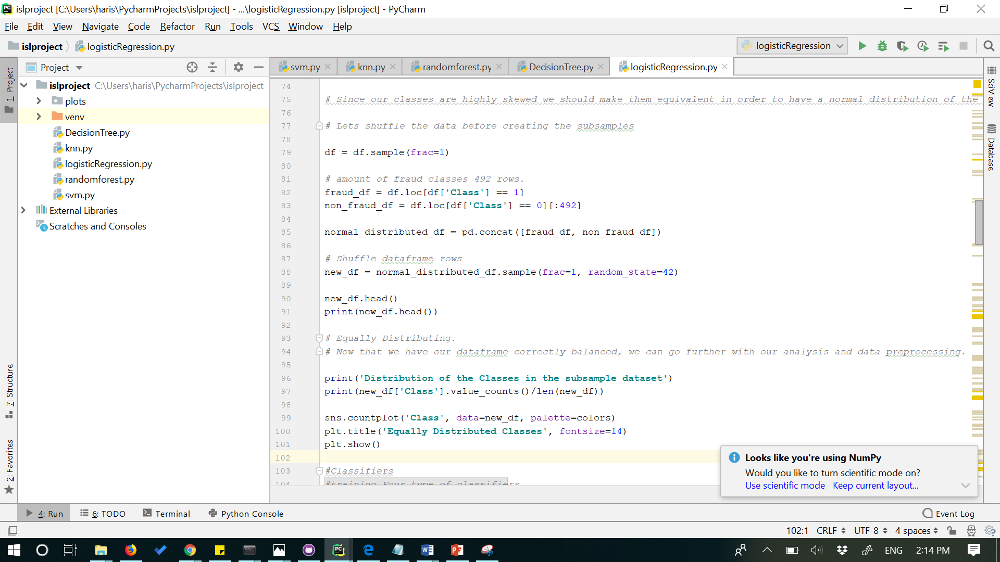 islproject [C:\Users\haris\PycharmProjects\islproject] - ...\logisticRegression.py [islproject] - PyCharm
File Edit View Navigate Code Refactor Run Tools VCS Window Help
islproject logisticRegression.py
logisticRegression
Project
svm.py knn.py randomforest.py DecisionTree.py logisticRegression.py
1: Project
7: Structure
2: Favorites
islproject C:\Users\haris\PycharmProjects\islproject
plots
venv
DecisionTree.py
knn.py
logisticRegression.py
randomforest.py
svm.py
External Libraries
Scratches and Consoles
74
75 # Since our classes are highly skewed we should make them equivalent in order to have a normal distribution of the
76
77 # Lets shuffle the data before creating the subsamples
78
79 df = df.sample(frac=1)
80
81 # amount of fraud classes 492 rows.
82 fraud_df = df.loc[df['Class'] == 1]
83 non_fraud_df = df.loc[df['Class'] == 0][:492]
84
85 normal_distributed_df = pd.concat([fraud_df, non_fraud_df])
86
87 # Shuffle dataframe rows
88 new_df = normal_distributed_df.sample(frac=1, random_state=42)
89
90 new_df.head()
91 print(new_df.head())
92
93 # Equally Distributing.
94 # Now that we have our dataframe correctly balanced, we can go further with our analysis and data preprocessing.
95
96 print('Distribution of the Classes in the subsample dataset')
97 print(new_df['Class'].value_counts()/len(new_df))
98
99 sns.countplot('Class', data=new_df, palette=colors)
100 plt.title('Equally Distributed Classes', fontsize=14)
101 plt.show()
102
103 #Classifiers
104 #training Four type of classifiers
SciView
Database
Looks like you're using NumPy
Would you like to turn scientific mode on?
Use scientific mode Keep current layout...
4: Run 6: TODO Terminal Python Console Event Log
102:1 CRLF UTF-8 4 spaces
ENG 2:14 PM